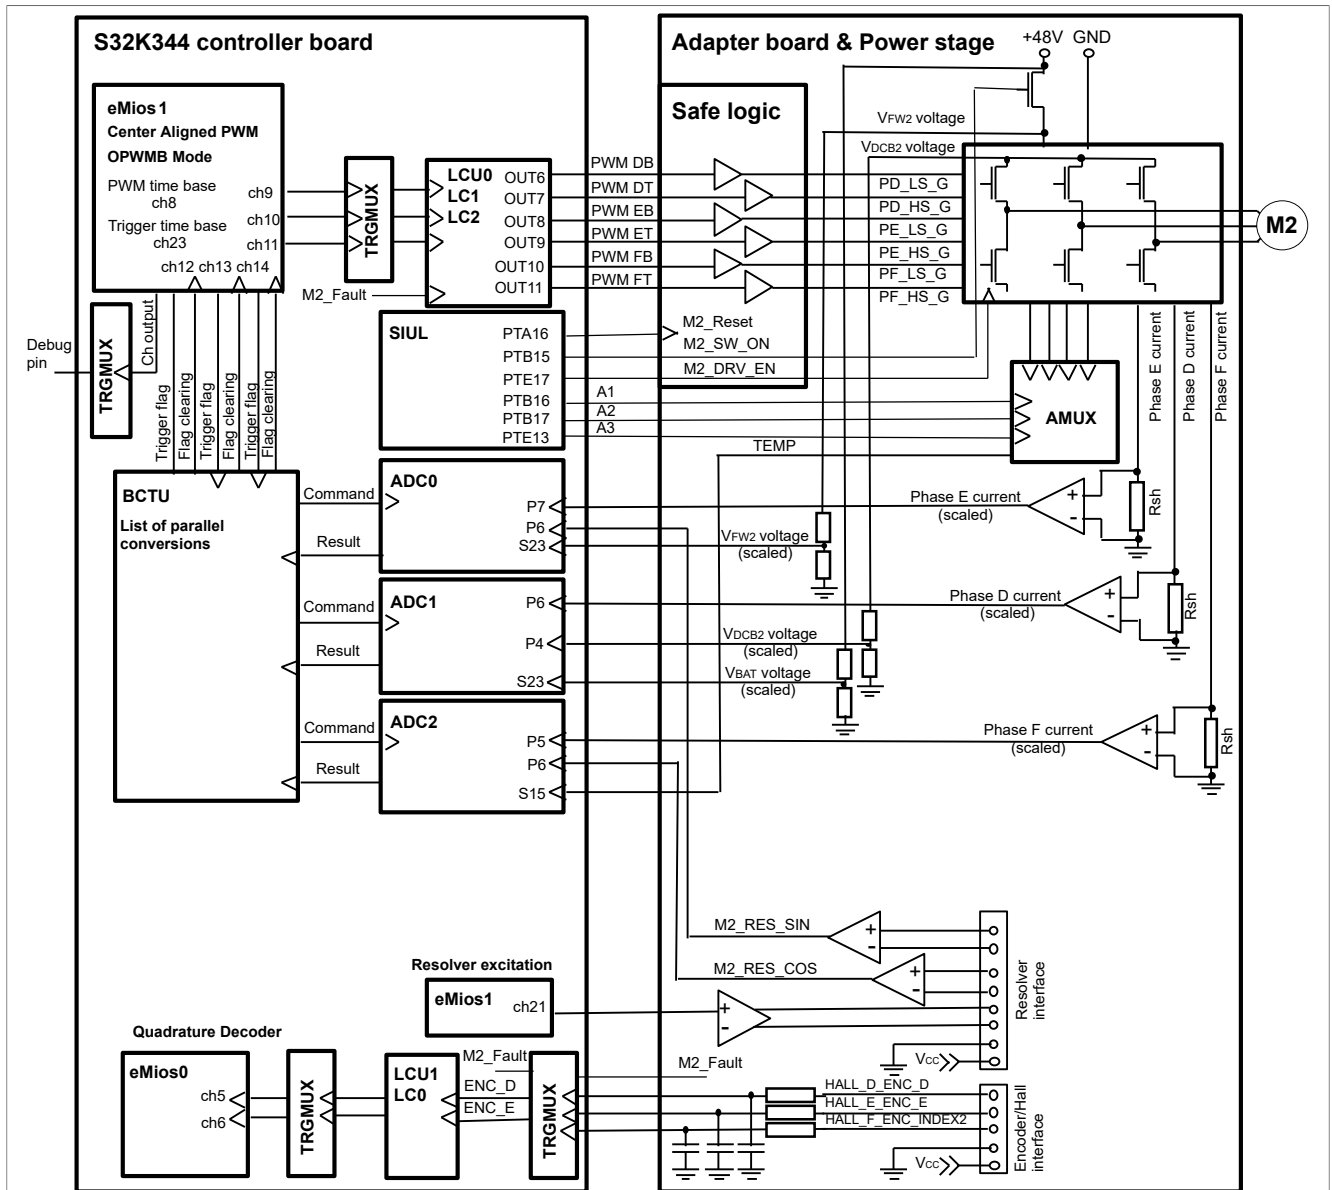 S32K344 controller board
Adapter board & Power stage
+48V GND
eMios 1
Center Aligned PWM
OPWMB Mode
PWM time base
ch8
Trigger time base
ch23
ch9
ch10
ch11
ch12 ch13 ch14
TRGMUX
LCU0
LC1
LC2
OUT6
OUT7
OUT8
OUT9
OUT10
OUT11
M2_Fault
PWM DB
PWM DT
PWM EB
PWM ET
PWM FB
PWM FT
Safe logic
VFW2 voltage
VDCB2 voltage
PD_LS_G
PD_HS_G
PE_LS_G
PE_HS_G
PF_LS_G
PF_HS_G
M2
Debug
pin
TRGMUX
Ch output
Trigger flag
Flag clearing
Trigger flag
Flag clearing
Trigger flag
Flag clearing
SIUL
PTA16
PTB15
PTE17
PTB16
PTB17
PTE13
M2_Reset
M2_SW_ON
M2_DRV_EN
A1
A2
A3
TEMP
AMUX
Phase E current
Phase D current
Phase F current
BCTU
List of parallel
conversions
Command
Result
ADC0
P7
P6
S23
Phase E current
(scaled)
Rsh
VFW2 voltage
(scaled)
Command
Result
ADC1
P6
P4
S23
Phase D current
(scaled)
Rsh
VDCB2 voltage
(scaled)
VBAT voltage
(scaled)
Command
Result
ADC2
P5
P6
S15
Phase F current
(scaled)
Rsh
M2_RES_SIN
M2_RES_COS
Resolver
interface
Vcc
Resolver excitation
eMios1
ch21
Quadrature Decoder
eMios0
ch5
ch6
TRGMUX
LCU1
LC0
M2_Fault
ENC_D
ENC_E
TRGMUX
M2_Fault
HALL_D_ENC_D
HALL_E_ENC_E
HALL_F_ENC_INDEX2
Vcc
Encoder/Hall
interface
+
-
+
-
+
-
+
-
+
-
+
-